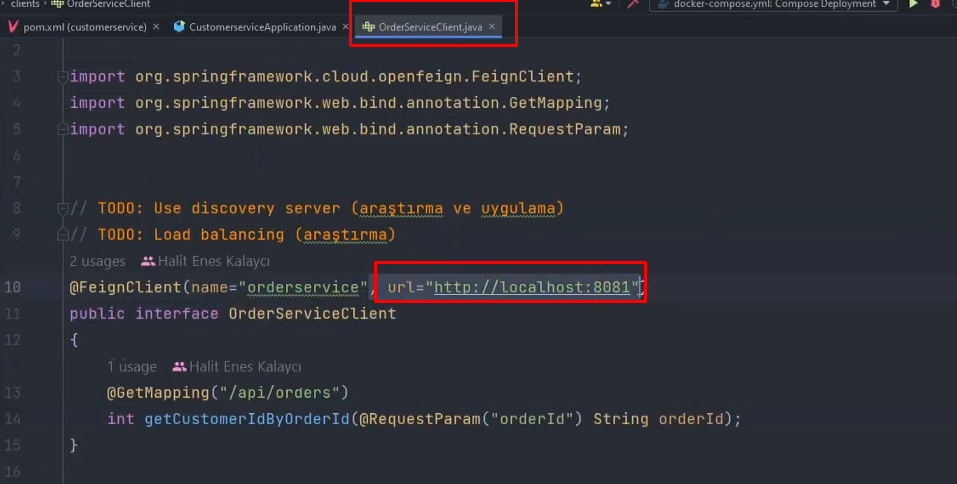 clients > OrderServiceClient
docker-compose.yml: Compose Deployment
pom.xml (customerservice) × CustomerserviceApplication.java × OrderServiceClient.java ×
2
3 import org.springframework.cloud.openfeign.FeignClient;
4 import org.springframework.web.bind.annotation.GetMapping;
5 import org.springframework.web.bind.annotation.RequestParam;
6
7
8 // TODO: Use discovery server (araştırma ve uygulama)
9 // TODO: Load balancing (araştırma)
2 usages Halit Enes Kalaycı
10 @FeignClient(name="orderservice", url="http://localhost:8081")
11 public interface OrderServiceClient
12 {
1 usage Halit Enes Kalaycı
13 @GetMapping("/api/orders")
14 int getCustomerIdByOrderId(@RequestParam("orderId") String orderId);
15 }
16